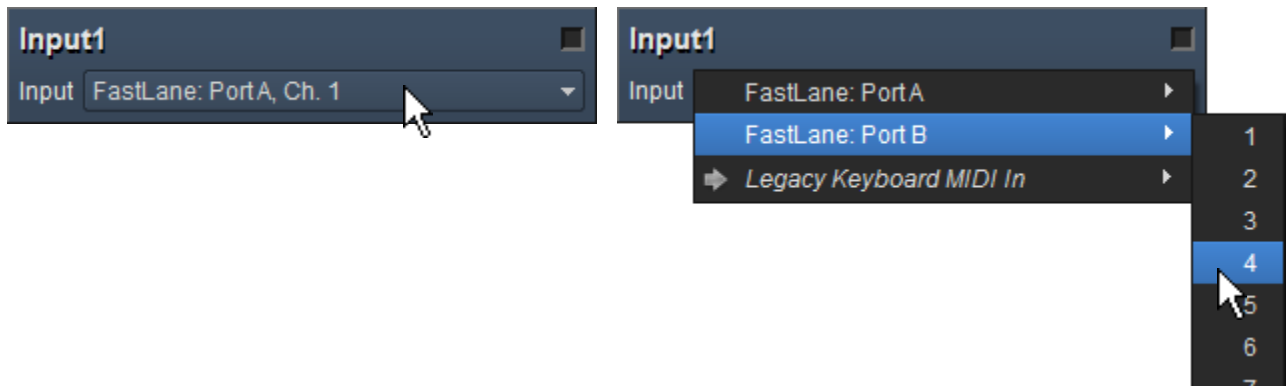 Input1
Input FastLane: Port A, Ch. 1
Input1
Input
FastLane: Port A
FastLane: Port B
Legacy Keyboard MIDI In
1
2
3
4
5
6
7